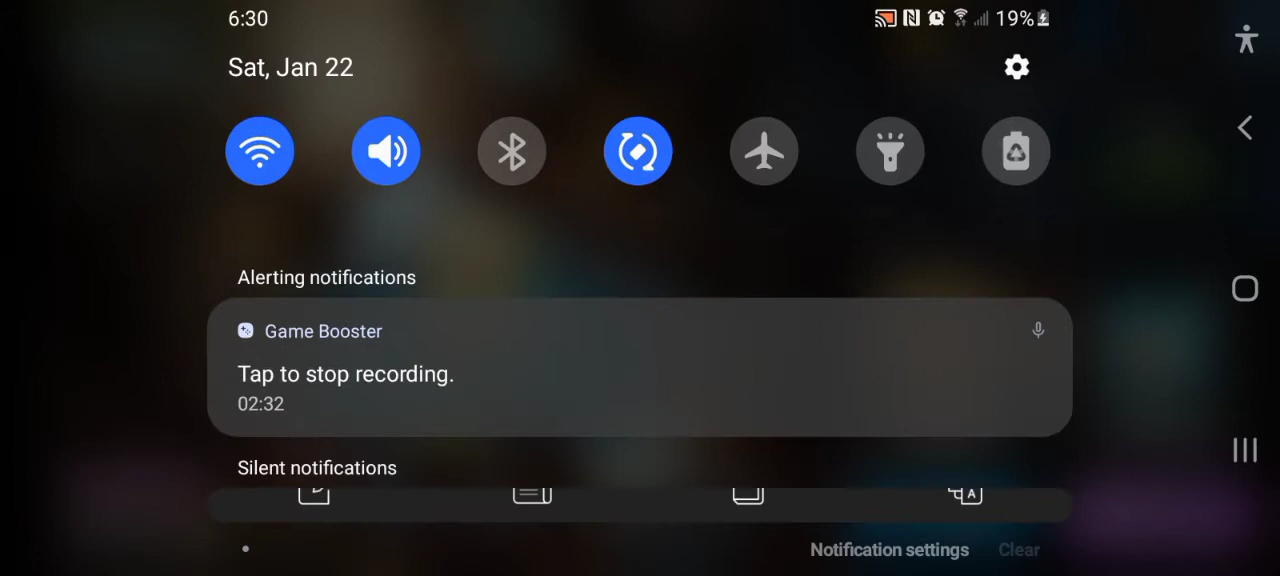 6:30
19%
Sat, Jan 22
Alerting notifications
Game Booster
Tap to stop recording.
02:32
Silent notifications
A
Notification settings
Clear